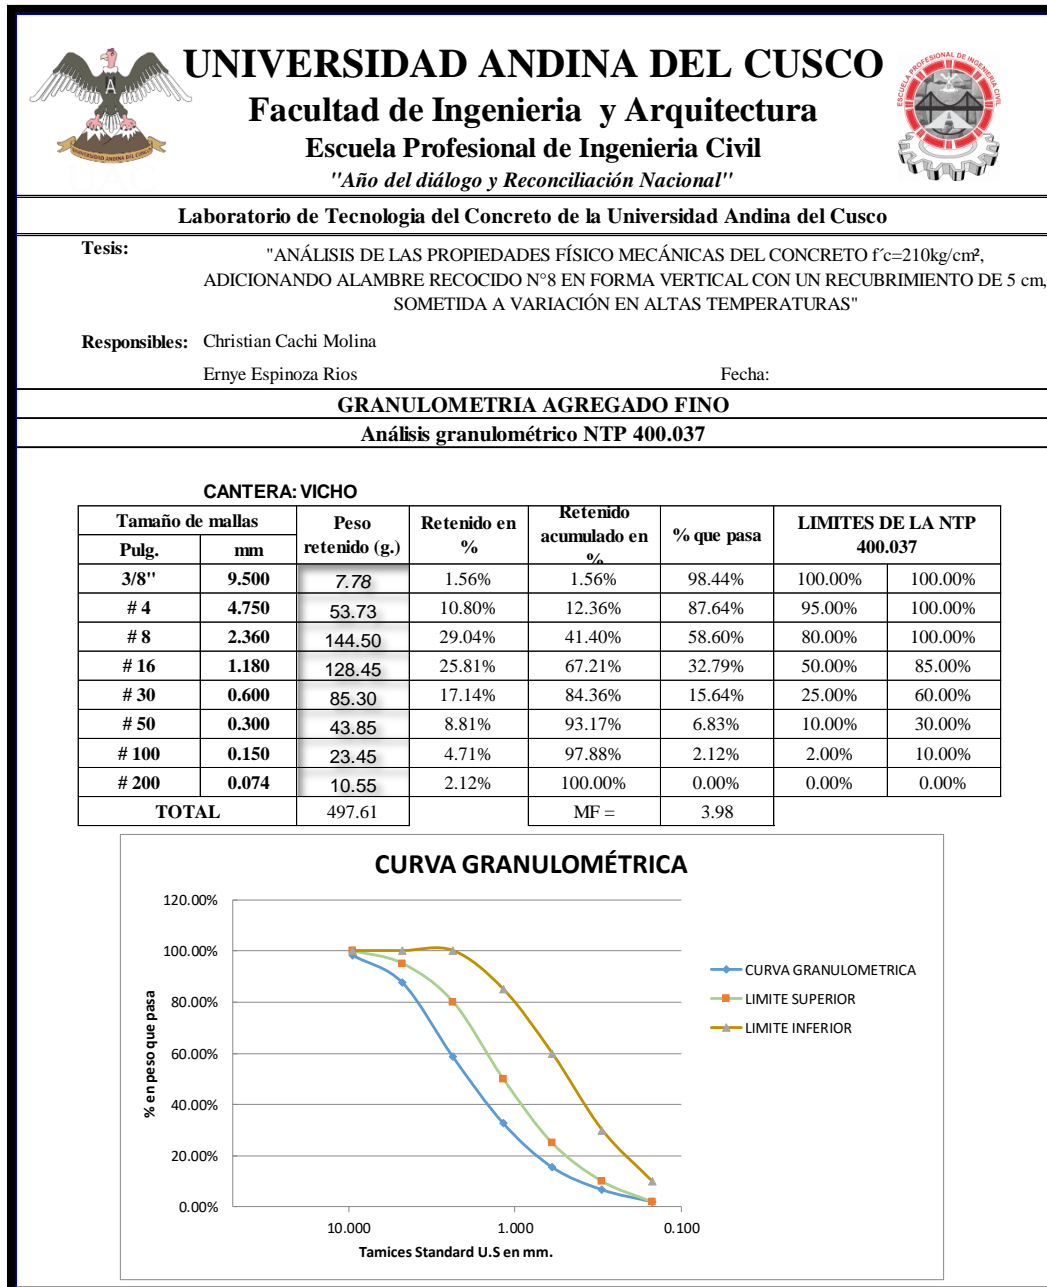 UNIVERSIDAD ANDINA DEL CUSCO
Facultad de Ingenieria y Arquitectura
Escuela Profesional de Ingenieria Civil
"Año del diálogo y Reconciliación Nacional"
UNIVERSIDAD ANDINA DEL CUSCO
UAC
ESCUELA PROFESIONAL DE INGENIERIA CIVIL
Laboratorio de Tecnologia del Concreto de la Universidad Andina del Cusco
Tesis: "ANÁLISIS DE LAS PROPIEDADES FÍSICO MECÁNICAS DEL CONCRETO f´c=210kg/cm²,
ADICIONANDO ALAMBRE RECOCIDO N°8 EN FORMA VERTICAL CON UN RECUBRIMIENTO DE 5 cm,
SOMETIDA A VARIACIÓN EN ALTAS TEMPERATURAS"
Responsibles: Christian Cachi Molina
Ernye Espinoza Rios Fecha:
GRANULOMETRIA AGREGADO FINO
Análisis granulométrico NTP 400.037
CANTERA: VICHO
Tamaño de mallas Peso retenido (g.) Retenido en % Retenido acumulado en % % que pasa LIMITES DE LA NTP 400.037
Pulg. mm
3/8" 9.500 7.78 1.56% 1.56% 98.44% 100.00% 100.00%
# 4 4.750 53.73 10.80% 12.36% 87.64% 95.00% 100.00%
# 8 2.360 144.50 29.04% 41.40% 58.60% 80.00% 100.00%
# 16 1.180 128.45 25.81% 67.21% 32.79% 50.00% 85.00%
# 30 0.600 85.30 17.14% 84.36% 15.64% 25.00% 60.00%
# 50 0.300 43.85 8.81% 93.17% 6.83% 10.00% 30.00%
# 100 0.150 23.45 4.71% 97.88% 2.12% 2.00% 10.00%
# 200 0.074 10.55 2.12% 100.00% 0.00% 0.00% 0.00%
TOTAL 497.61 MF = 3.98
CURVA GRANULOMÉTRICA
120.00%
100.00%
80.00%
60.00%
40.00%
20.00%
0.00%
% en peso que pasa
10.000 1.000 0.100
Tamices Standard U.S en mm.
CURVA GRANULOMETRICA
LIMITE SUPERIOR
LIMITE INFERIOR